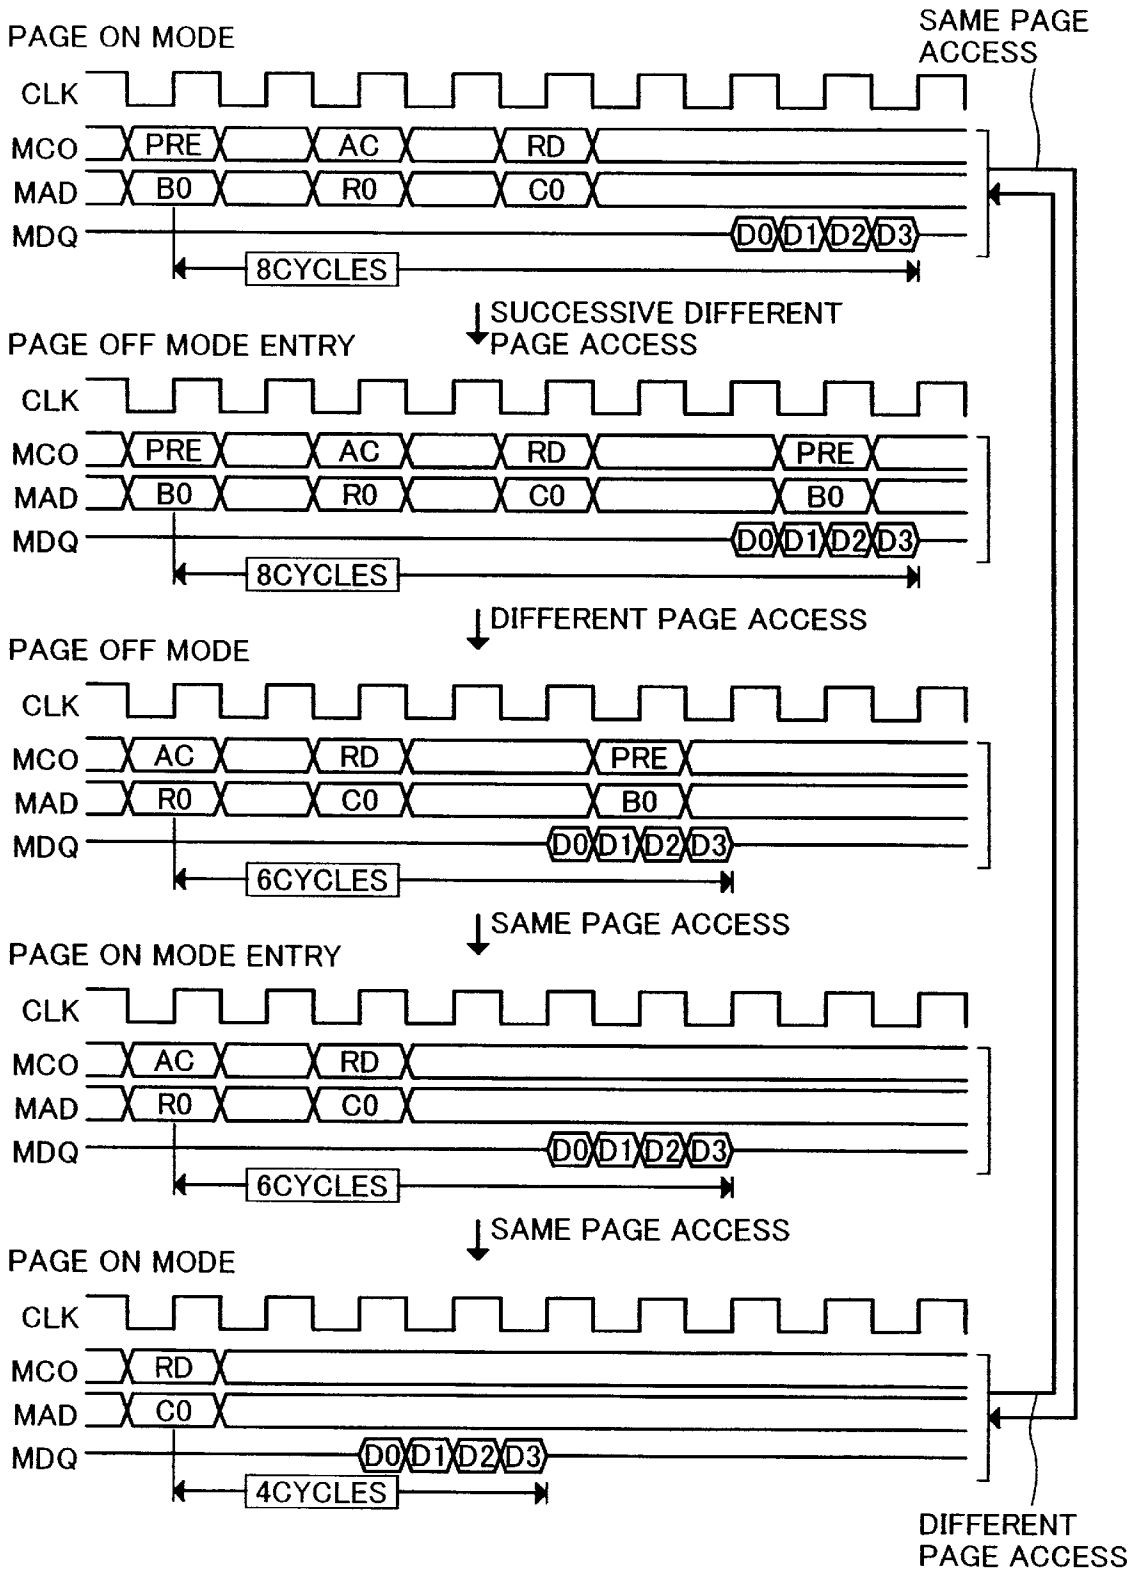 SAME PAGE
ACCESS
PAGE ON MODE
CLK
MCO PRE AC RD
MAD B0 R0 C0
MDQ D0 D1 D2 D3
8CYCLES
SUCCESSIVE DIFFERENT
PAGE ACCESS
PAGE OFF MODE ENTRY
CLK
MCO PRE AC RD PRE
MAD B0 R0 C0 B0
MDQ D0 D1 D2 D3
8CYCLES
DIFFERENT PAGE ACCESS
PAGE OFF MODE
CLK
MCO AC RD PRE
MAD R0 C0 B0
MDQ D0 D1 D2 D3
6CYCLES
SAME PAGE ACCESS
PAGE ON MODE ENTRY
CLK
MCO AC RD
MAD R0 C0
MDQ D0 D1 D2 D3
6CYCLES
SAME PAGE ACCESS
PAGE ON MODE
CLK
MCO RD
MAD C0
MDQ D0 D1 D2 D3
4CYCLES
DIFFERENT
PAGE ACCESS